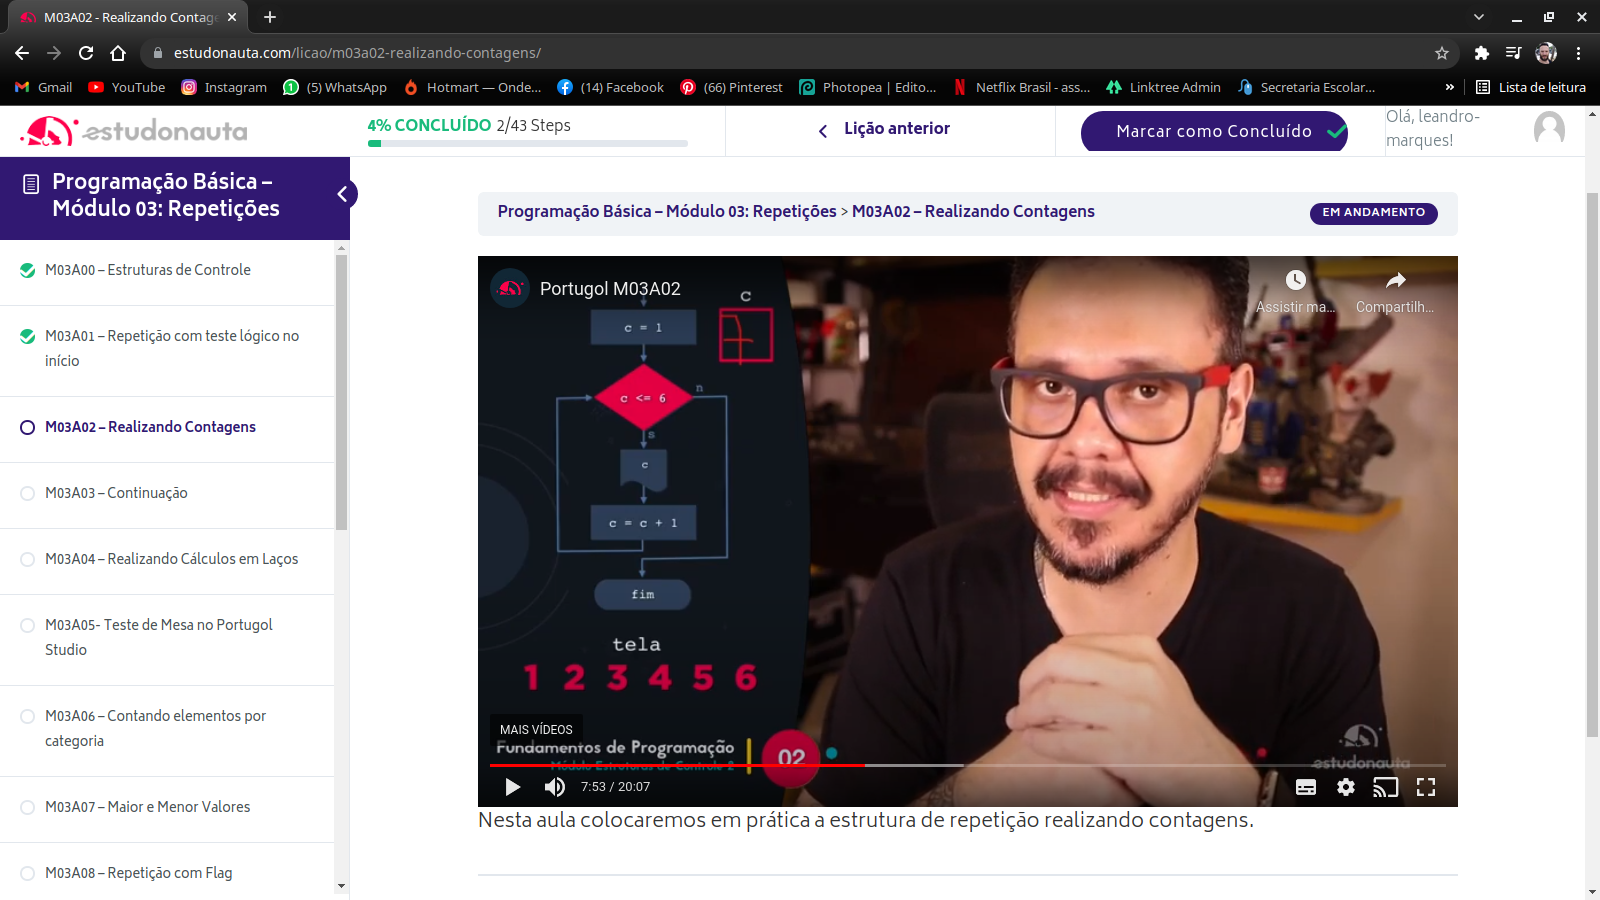 M03A02 - Realizando Contage
estudonauta.com/licao/m03a02-realizando-contagens/
Gmail
YouTube
Instagram
(5) WhatsApp
Hotmart — Onde...
(14) Facebook
(66) Pinterest
Photopea | Edito...
Netflix Brasil - ass...
Linktree Admin
Secretaria Escolar...
»
Lista de leitura
estudonauta
4% CONCLUÍDO 2/43 Steps
Lição anterior
Marcar como Concluído
Olá, leandro-
marques!
Programação Básica –
Módulo 03: Repetições
M03A00 – Estruturas de Controle
M03A01 – Repetição com teste lógico no
início
M03A02 – Realizando Contagens
M03A03 – Continuação
M03A04 – Realizando Cálculos em Laços
M03A05- Teste de Mesa no Portugol
Studio
M03A06 – Contando elementos por
categoria
M03A07 – Maior e Menor Valores
M03A08 – Repetição com Flag
Programação Básica – Módulo 03: Repetições > M03A02 – Realizando Contagens
EM ANDAMENTO
Portugol M03A02
Assistir ma...
Compartilh...
c
c = 1
7
c <= 6
n
s
c
c = c + 1
fim
tela
1 2 3 4 5 6
MAIS VÍDEOS
Fundamentos de Programação
Módulo Estruturas de Controle 2
02
estudonauta
7:53 / 20:07
Nesta aula colocaremos em prática a estrutura de repetição realizando contagens.